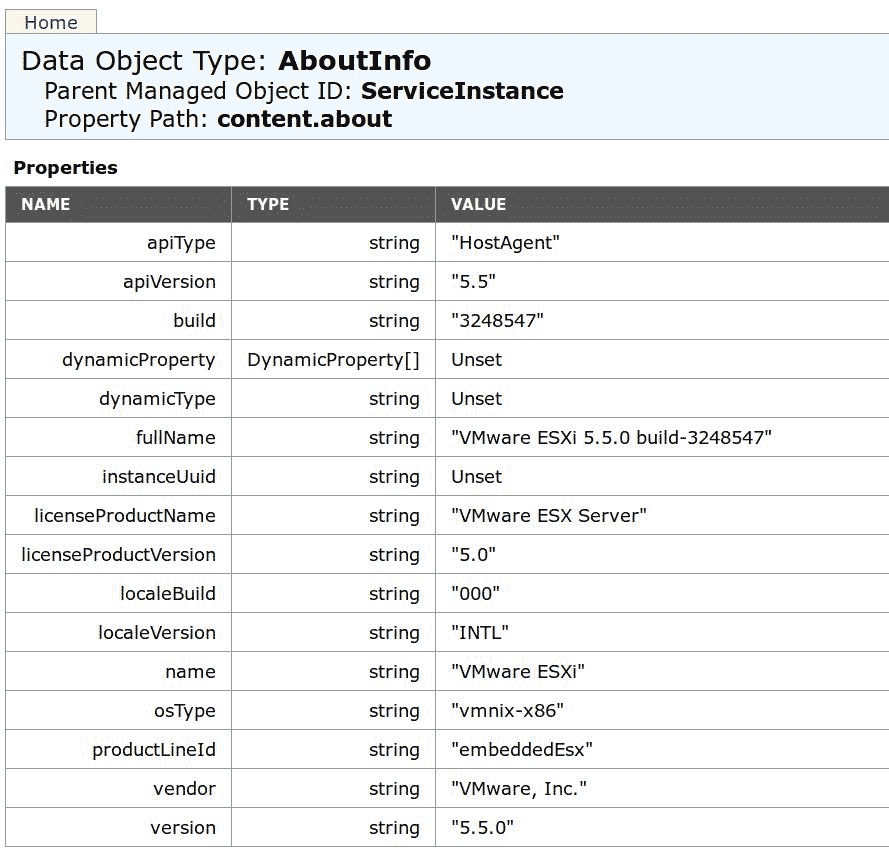 Home
Data Object Type: AboutInfo
Parent Managed Object ID: ServiceInstance
Property Path: content.about
Properties
NAME TYPE VALUE
apiType string "HostAgent"
apiVersion string "5.5"
build string "3248547"
dynamicProperty DynamicProperty[] Unset
dynamicType string Unset
fullName string "VMware ESXi 5.5.0 build-3248547"
instanceUuid string Unset
licenseProductName string "VMware ESX Server"
licenseProductVersion string "5.0"
localeBuild string "000"
localeVersion string "INTL"
name string "VMware ESXi"
osType string "vmnix-x86"
productLineId string "embeddedEsx"
vendor string "VMware, Inc."
version string "5.5.0"